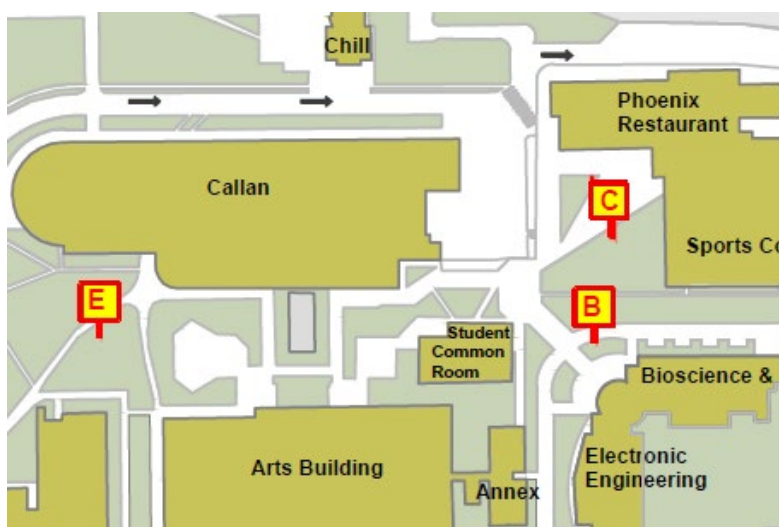 Chill
Phoenix
Restaurant
Callan
C
Sports Co
E
B
Student
Common
Room
Bioscience &
Arts Building
Electronic
Engineering
Annex